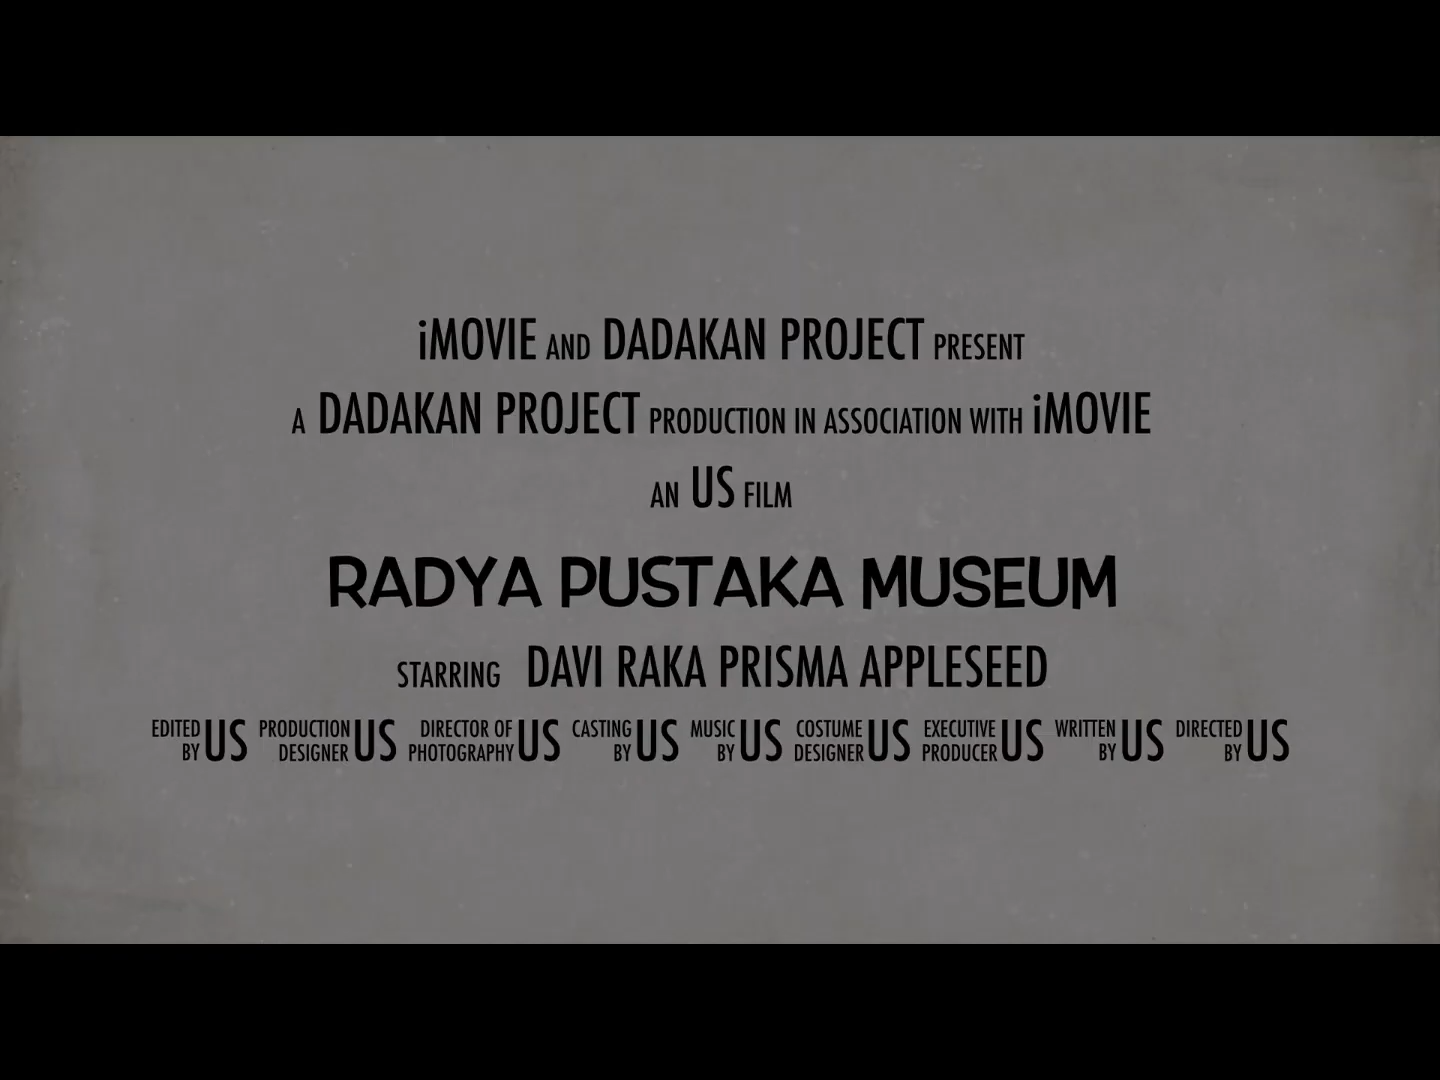 iMOVIE AND DADAKAN PROJECT PRESENT
A DADAKAN PROJECT PRODUCTION IN ASSOCIATION WITH iMOVIE
AN US FILM
RADYA PUSTAKA MUSEUM
STARRING DAVI RAKA PRISMA APPLESEED
EDITED BY US PRODUCTION DESIGNER US DIRECTOR OF PHOTOGRAPHY US CASTING BY US MUSIC BY US COSTUME DESIGNER US EXECUTIVE PRODUCER US WRITTEN BY US DIRECTED BY US